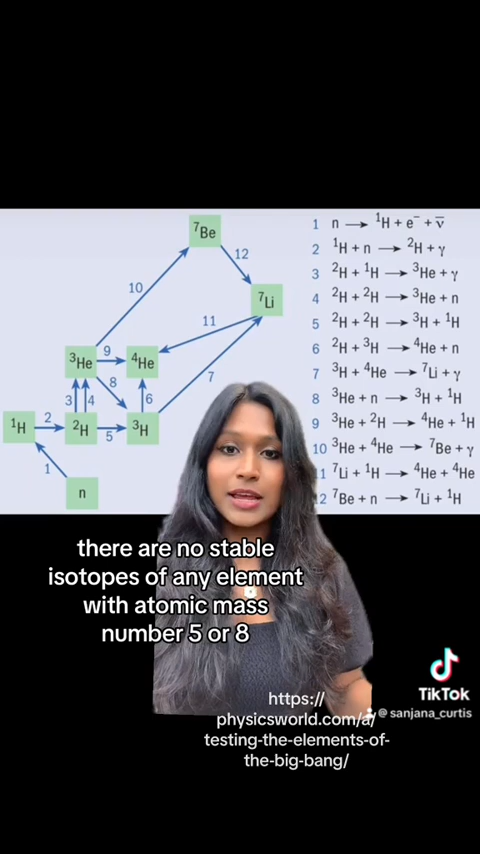 ⁷Be
12
⁷Li
10
11
³He
9
⁴He
8
7
3
4
6
¹H
2
²H
5
³H
1
n
1 n → ¹H + e⁻ + ν̅
2 ¹H + n → ²H + γ
3 ²H + ¹H → ³He + γ
4 ²H + ²H → ³He + n
5 ²H + ²H → ³H + ¹H
6 ²H + ³H → ⁴He + n
7 ³H + ⁴He → ⁷Li + γ
8 ³He + n → ³H + ¹H
9 ³He + ²H → ⁴He + ¹H
10 ³He + ⁴He → ⁷Be + γ
11 ⁷Li + ¹H → ⁴He + ⁴He
12 ⁷Be + n → ⁷Li + ¹H
there are no stable
isotopes of any element
with atomic mass
number 5 or 8
https://
physicsworld.com/a/
testing-the-elements-of-
the-big-bang/
TikTok
@ sanjana_curtis